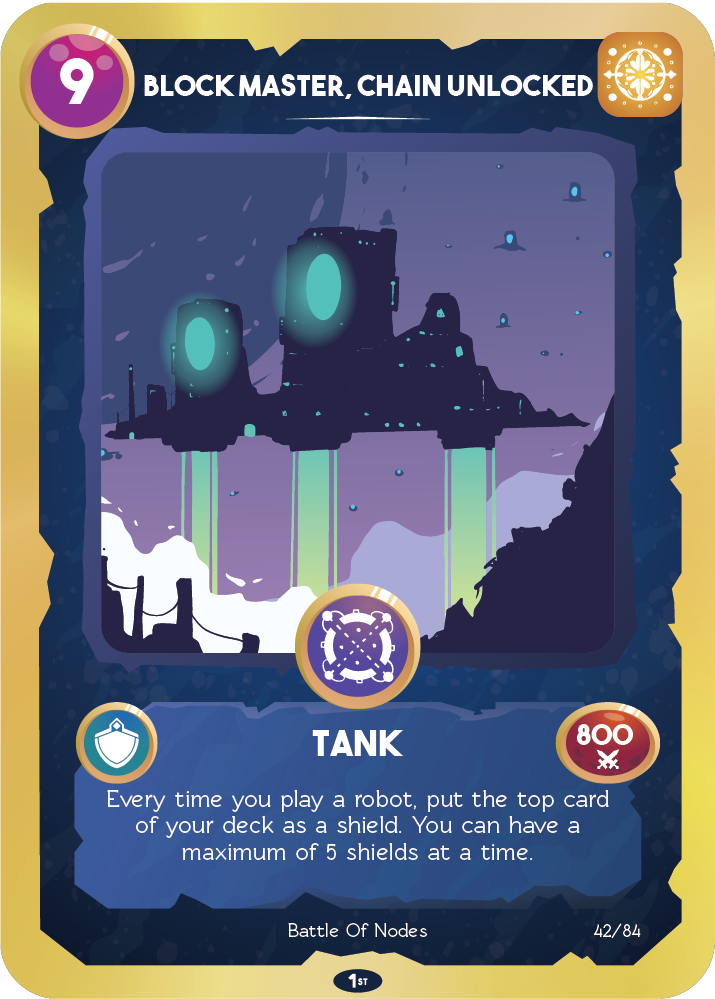 9
BLOCK MASTER, CHAIN UNLOCKED
TANK
800
Every time you play a robot, put the top card
of your deck as a shield. You can have a
maximum of 5 shields at a time.
Battle Of Nodes
42/84
1ST